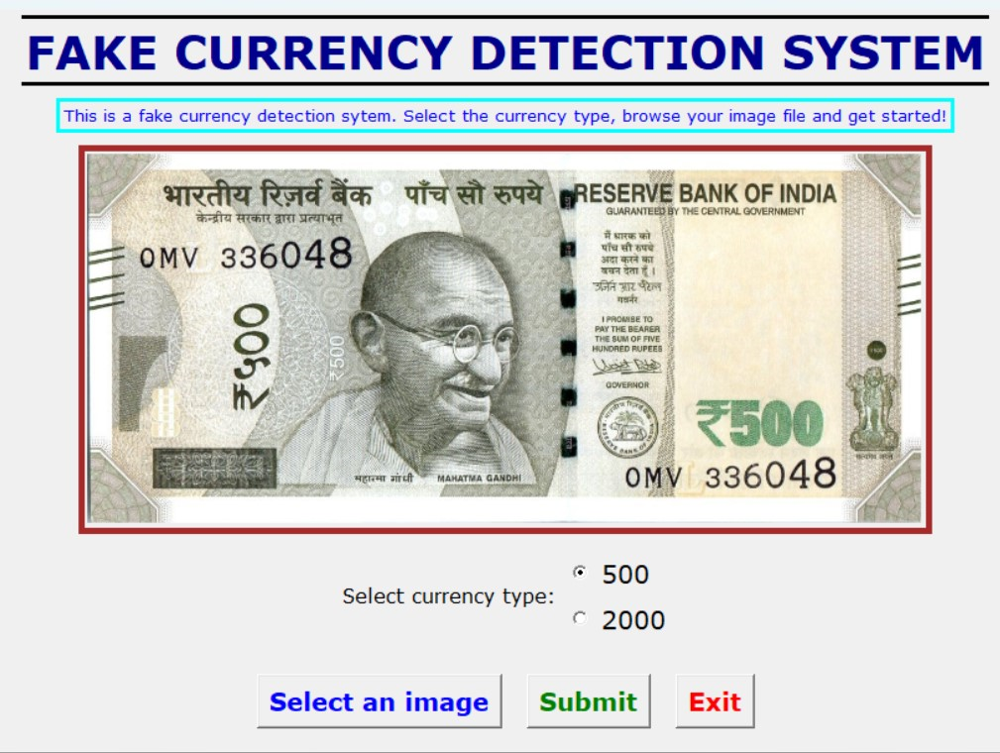 FAKE CURRENCY DETECTION SYSTEM
This is a fake currency detection sytem. Select the currency type, browse your image file and get started!
भारतीय रिज़र्व बैंक
केन्द्रीय सरकार द्वारा प्रत्याभूत
पाँच सौ रुपये
RESERVE BANK OF INDIA
GUARANTEED BY THE CENTRAL GOVERNMENT
0MV 336048
मैं धारक को
पाँच सौ रुपये
अदा करने का
वचन देता हूँ ।
गवर्नर
I PROMISE TO
PAY THE BEARER
THE SUM OF FIVE
HUNDRED RUPEES
GOVERNOR
₹५००
₹500
₹500
0MV 336048
महात्मा गांधी
MAHATMA GANDHI
सत्यमेव जयते
Select currency type:
500
2000
Select an image
Submit
Exit